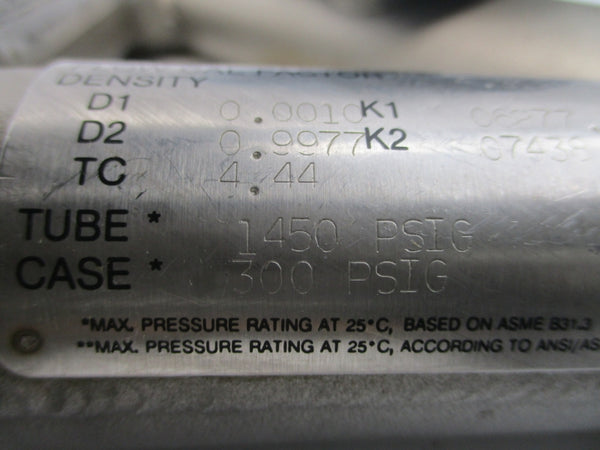 FACTOR
DENSITY
D1 0.0010 K1
D2 0.9977 K2
TC 4.44
TUBE * 1450 PSIG
CASE * 300 PSIG
*MAX. PRESSURE RATING AT 25°C, BASED ON ASME B31.3
**MAX. PRESSURE RATING AT 25°C, ACCORDING TO ANSI/AS